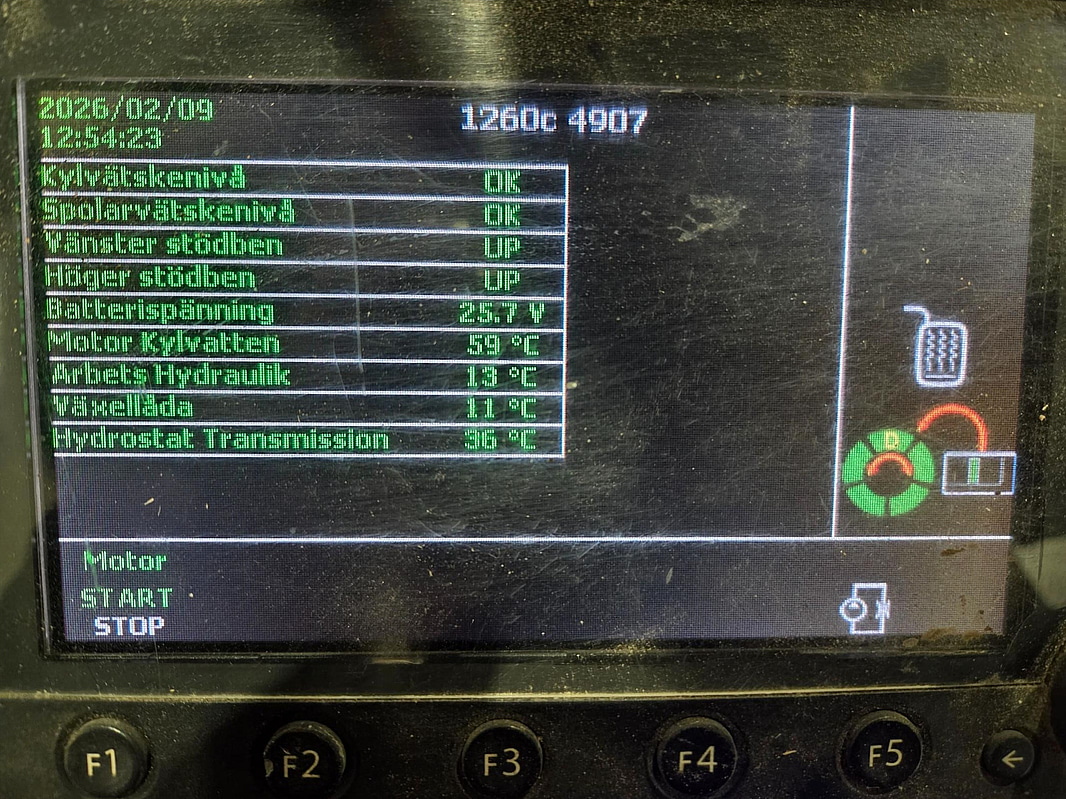 2026/02/09
12:54:23
1260c 4907
Kylvätskenivå OK
Spolarvätskenivå OK
Vänster stödben UP
Höger stödben UP
Batterispänning 25.7 V
Motor Kylvatten 59 °C
Arbets Hydraulik 13 °C
Växellåda 11 °C
Hydrostat Transmission 36 °C
D
Motor
START
STOP
F1 F2 F3 F4 F5 ←